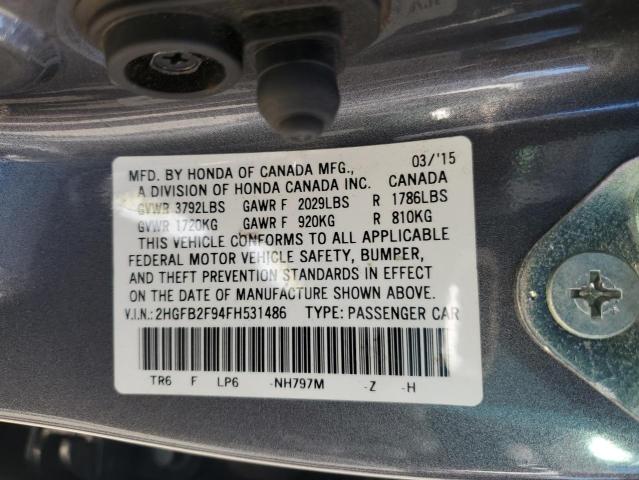 MFD. BY HONDA OF CANADA MFG., 03/'15
A DIVISION OF HONDA CANADA INC. CANADA
GVWR 3792LBS GAWR F 2029LBS R 1786LBS
GVWR 1720KG GAWR F 920KG R 810KG
THIS VEHICLE CONFORMS TO ALL APPLICABLE
FEDERAL MOTOR VEHICLE SAFETY, BUMPER,
AND THEFT PREVENTION STANDARDS IN EFFECT
ON THE DATE OF MANUFACTURE SHOWN ABOVE.
V.I.N.: 2HGFB2F94FH531486 TYPE: PASSENGER CAR
TR6 F LP6 -NH797M -Z -H